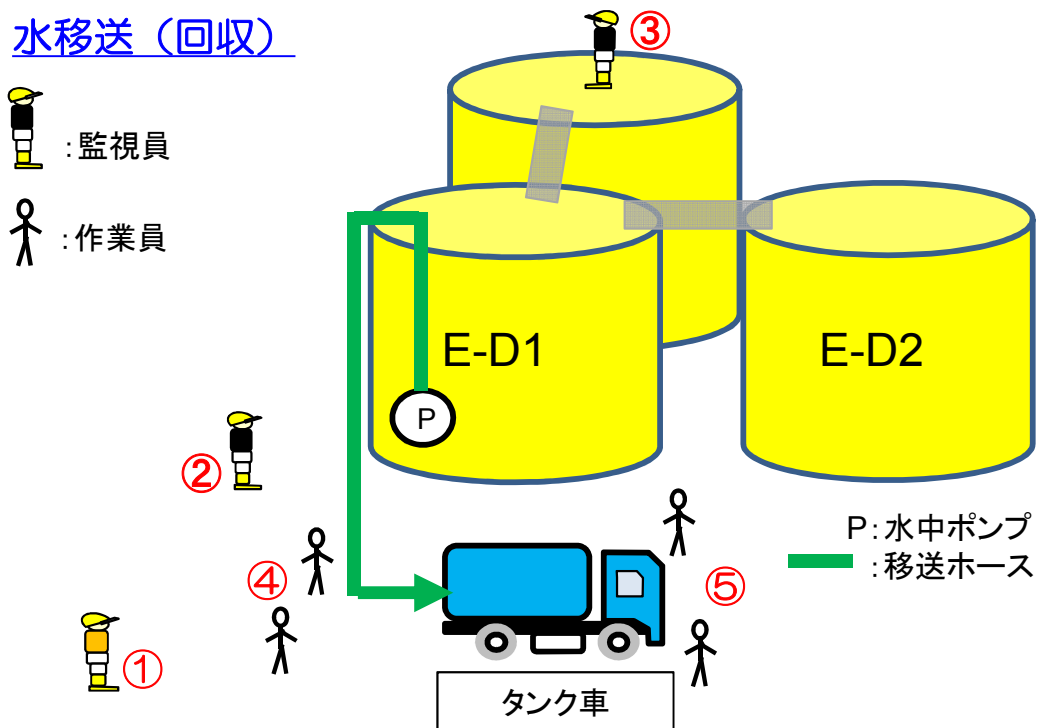 水移送（回収）
③
：監視員
：作業員
E-D1
E-D2
P
②
P：水中ポンプ
：移送ホース
④
⑤
①
タンク車